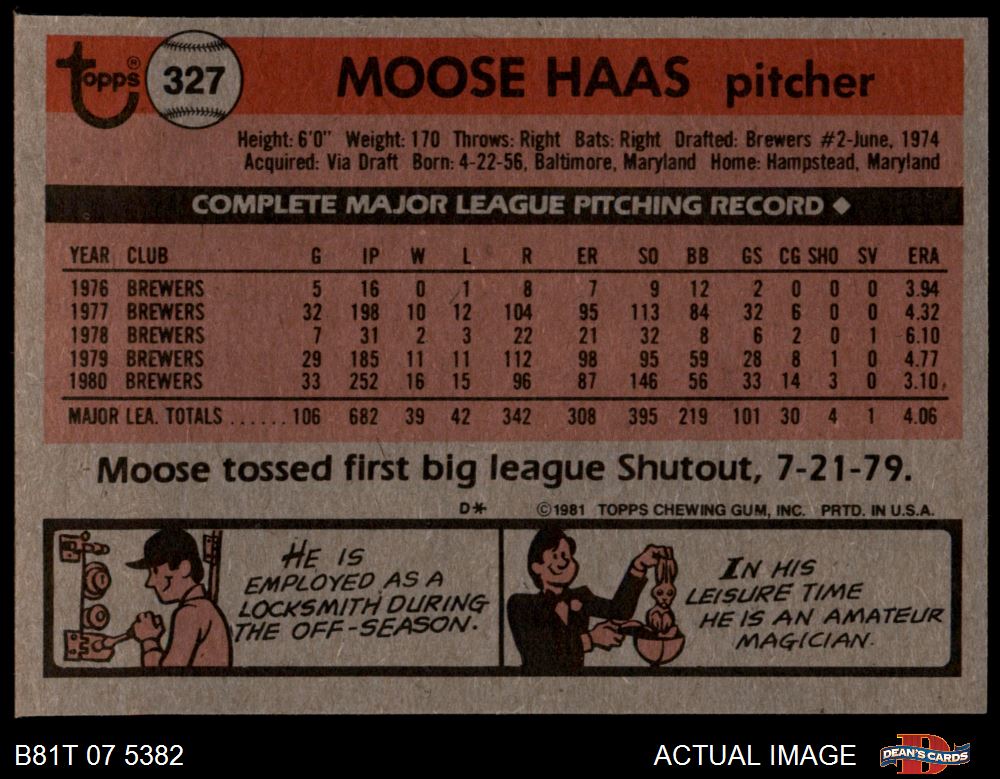 topps® 327 MOOSE HAAS pitcher
Height: 6'0" Weight: 170 Throws: Right Bats: Right Drafted: Brewers #2-June, 1974
Acquired: Via Draft Born: 4-22-56, Baltimore, Maryland Home: Hampstead, Maryland
COMPLETE MAJOR LEAGUE PITCHING RECORD ◆
YEAR CLUB G IP W L R ER SO BB GS CG SHO SV ERA
1976 BREWERS 5 16 0 1 8 7 9 12 2 0 0 0 3.94
1977 BREWERS 32 198 10 12 104 95 113 84 32 6 0 0 4.32
1978 BREWERS 7 31 2 3 22 21 32 8 6 2 0 1 6.10
1979 BREWERS 29 185 11 11 112 98 95 59 28 8 1 0 4.77
1980 BREWERS 33 252 16 15 96 87 146 56 33 14 3 0 3.10
MAJOR LEA. TOTALS ...... 106 682 39 42 342 308 395 219 101 30 4 1 4.06
Moose tossed first big league Shutout, 7-21-79.
D* ©1981 TOPPS CHEWING GUM, INC. PRTD. IN U.S.A.
HE IS
EMPLOYED AS A
LOCKSMITH DURING
THE OFF-SEASON.
IN HIS
LEISURE TIME
HE IS AN AMATEUR
MAGICIAN.
B81T 07 5382 ACTUAL IMAGE DEAN'S CARDS